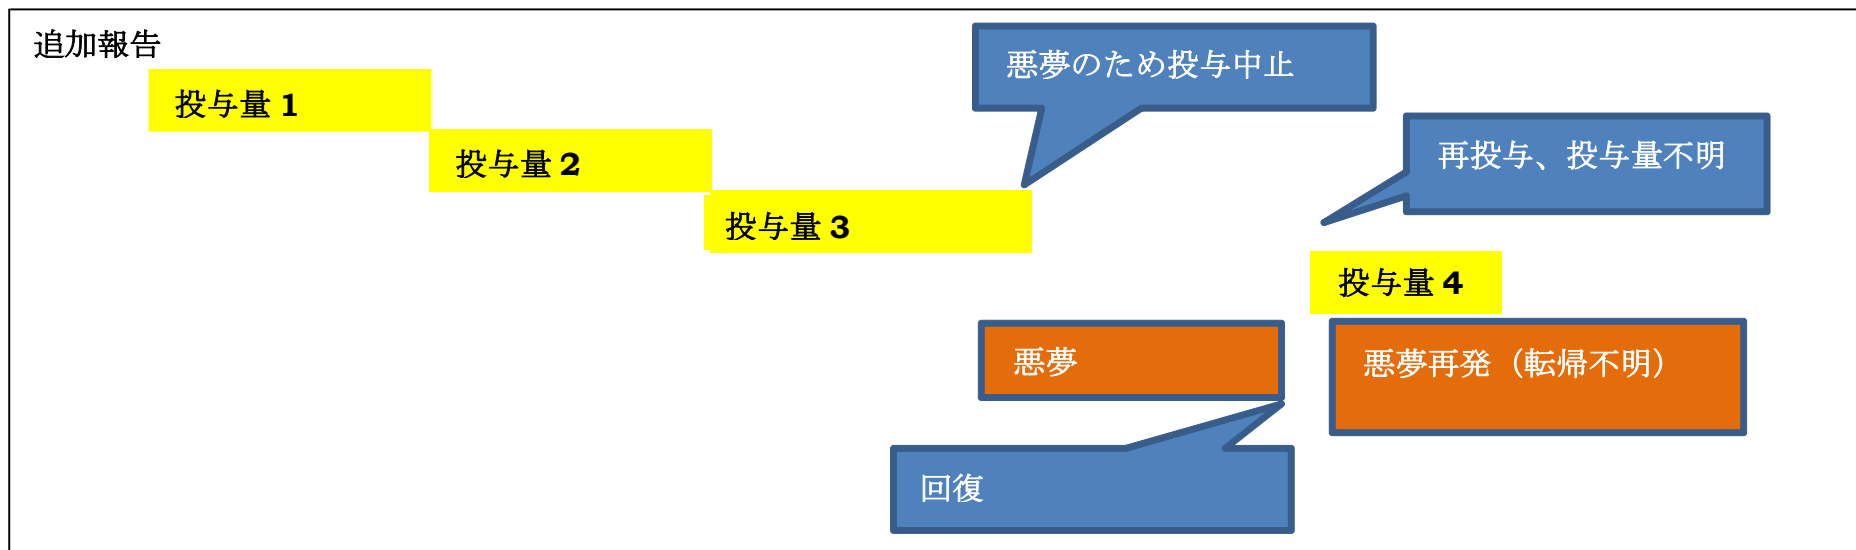 追加報告
悪夢のため投与中止
投与量 1
再投与、投与量不明
投与量 2
投与量 3
投与量 4
悪夢
悪夢再発（転帰不明）
回復